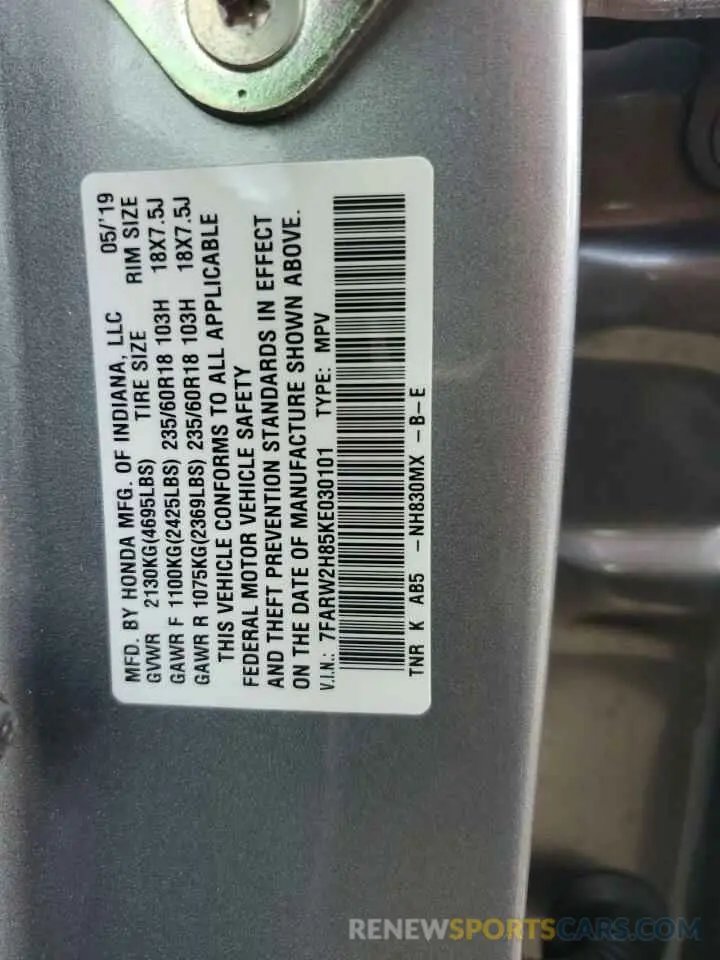 MFD. BY HONDA MFG. OF INDIANA, LLC 05/'19
GVWR 2130KG(4695LBS) TIRE SIZE RIM SIZE
GAWR F 1100KG(2425LBS) 235/60R18 103H 18X7.5J
GAWR R 1075KG(2369LBS) 235/60R18 103H 18X7.5J
THIS VEHICLE CONFORMS TO ALL APPLICABLE
FEDERAL MOTOR VEHICLE SAFETY
AND THEFT PREVENTION STANDARDS IN EFFECT
ON THE DATE OF MANUFACTURE SHOWN ABOVE.
V.I.N.: 7FARW2H85KE030101 TYPE: MPV
TNR K AB5 -NH830MX -B-E
RENEWSPORTSCARS.COM